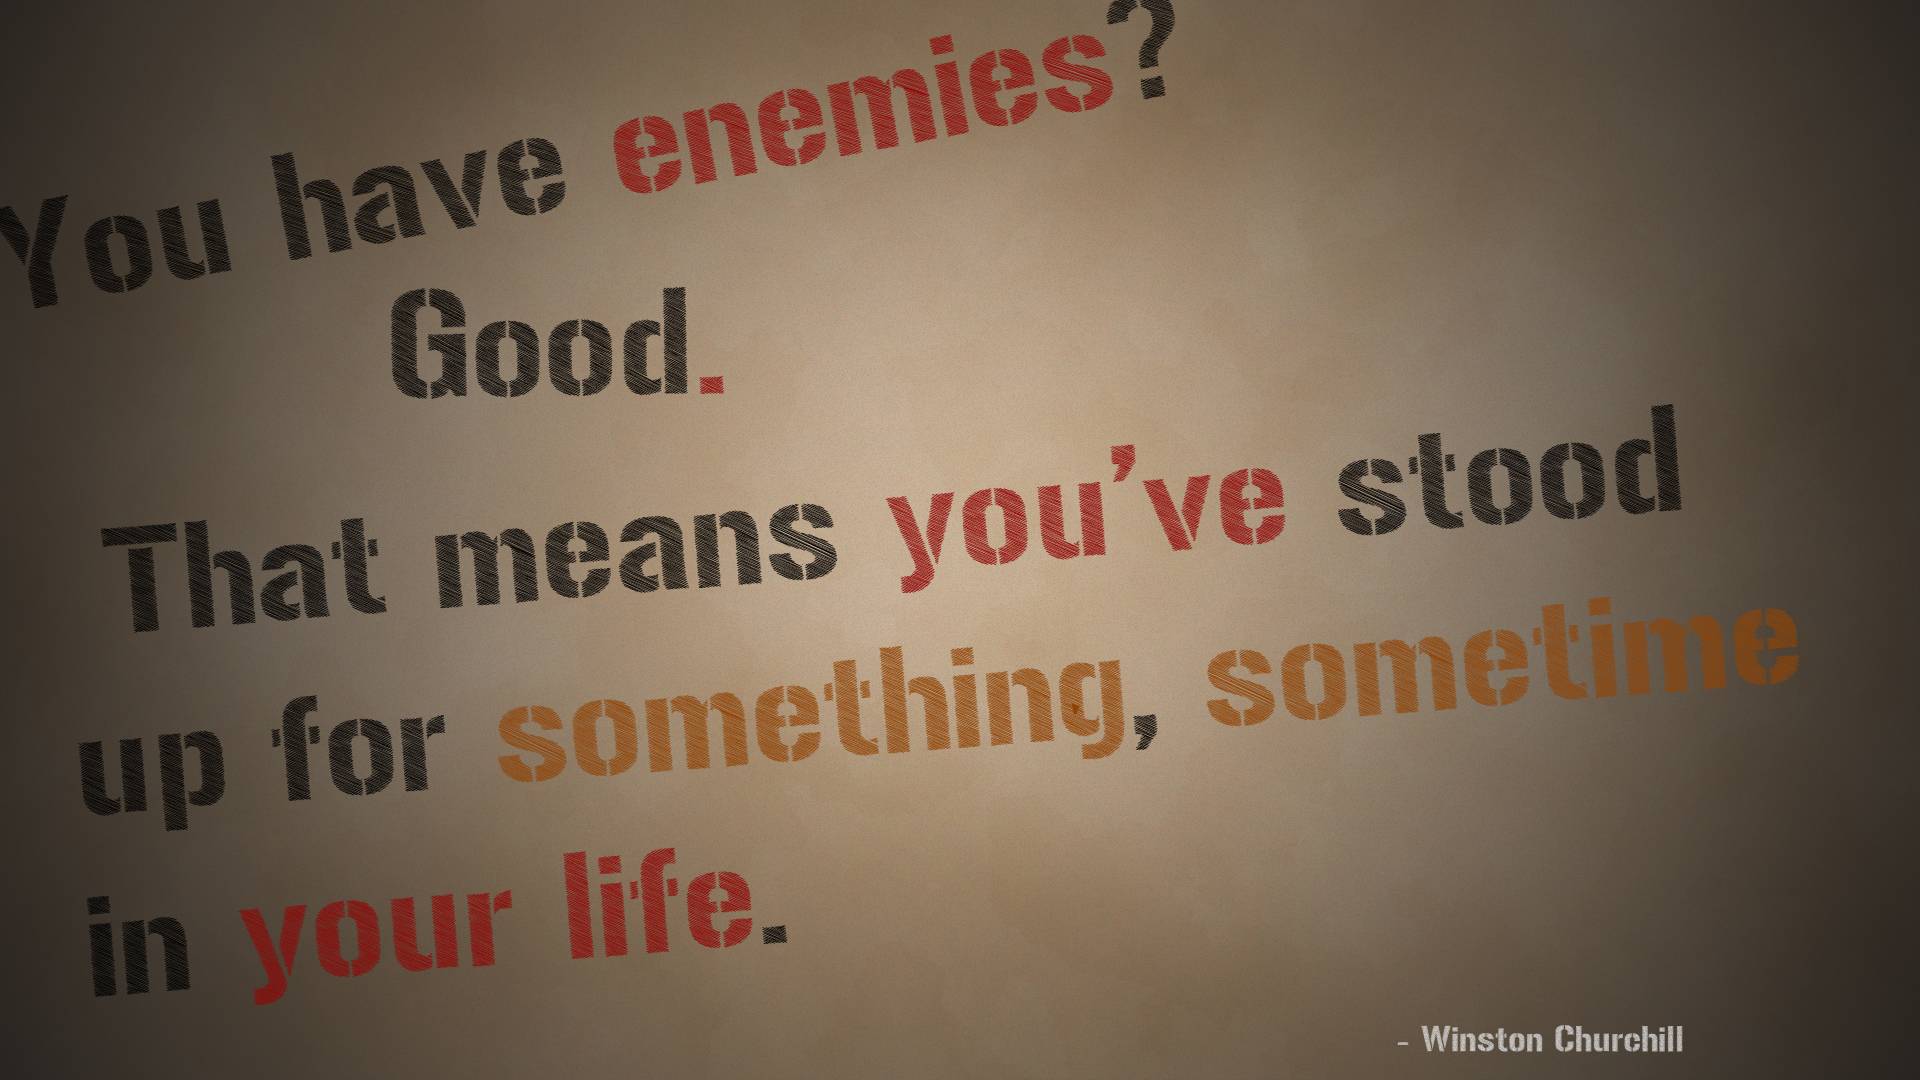 You have enemies?
Good.
That means you've stood
up for something, sometime
in your life.
- Winston Churchill